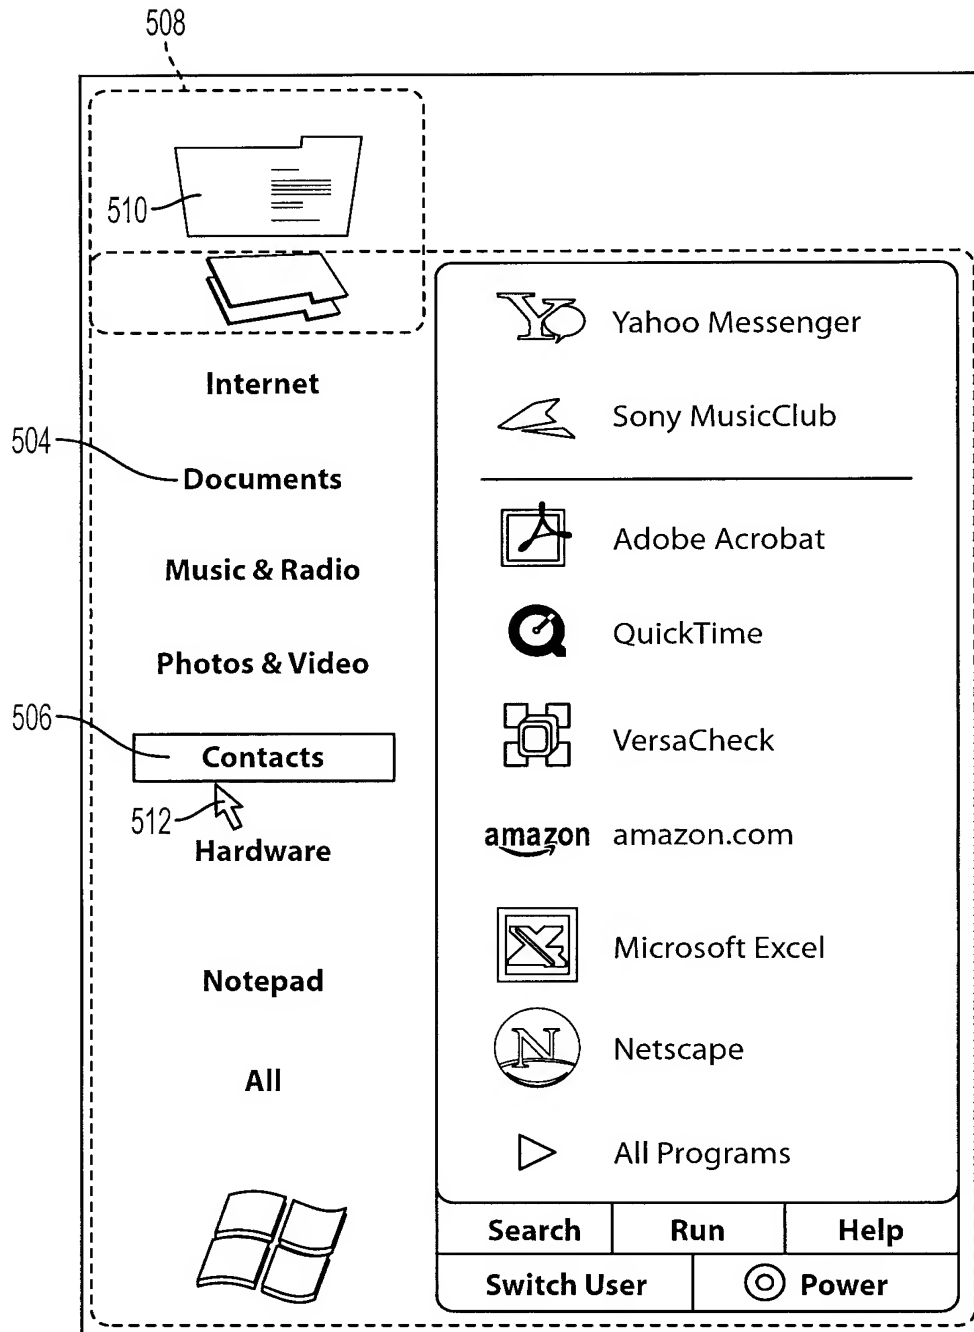 508
510
Internet
504
Documents
Music & Radio
Photos & Video
506
Contacts
512
Hardware
Notepad
All
Y Yahoo Messenger
Sony MusicClub
Adobe Acrobat
QuickTime
VersaCheck
amazon amazon.com
X Microsoft Excel
N Netscape
All Programs
Search Run Help
Switch User Power